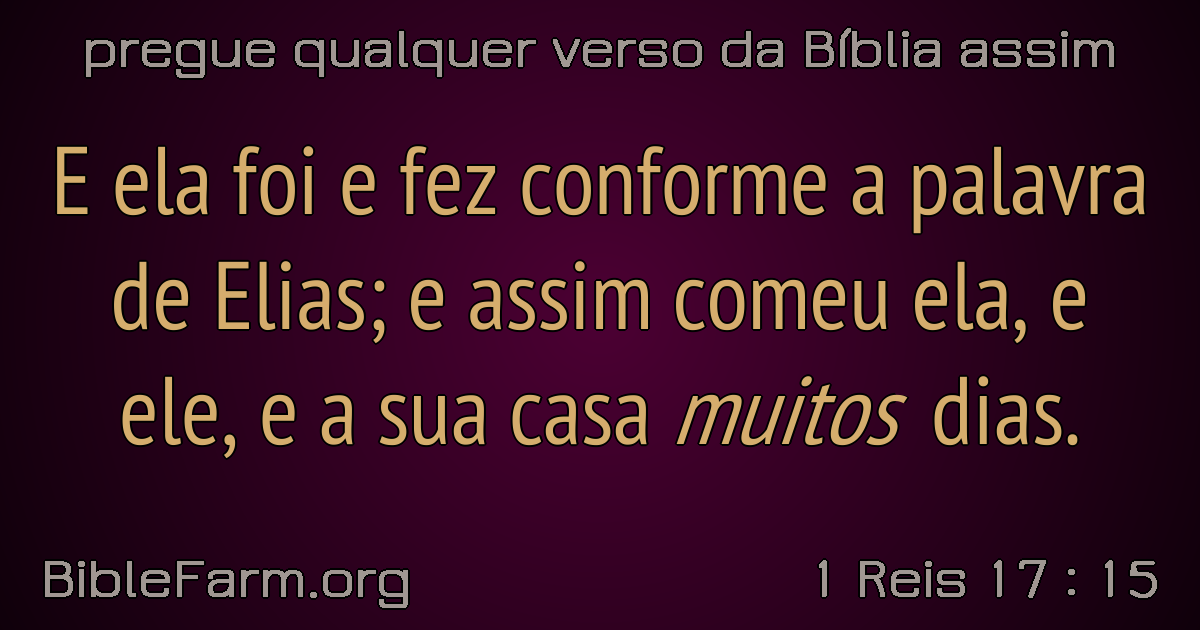 pregue qualquer verso da Bíblia assim
E ela foi e fez conforme a palavra
de Elias; e assim comeu ela, e
ele, e a sua casa muitos dias.
BibleFarm.org
1 Reis 17 : 15